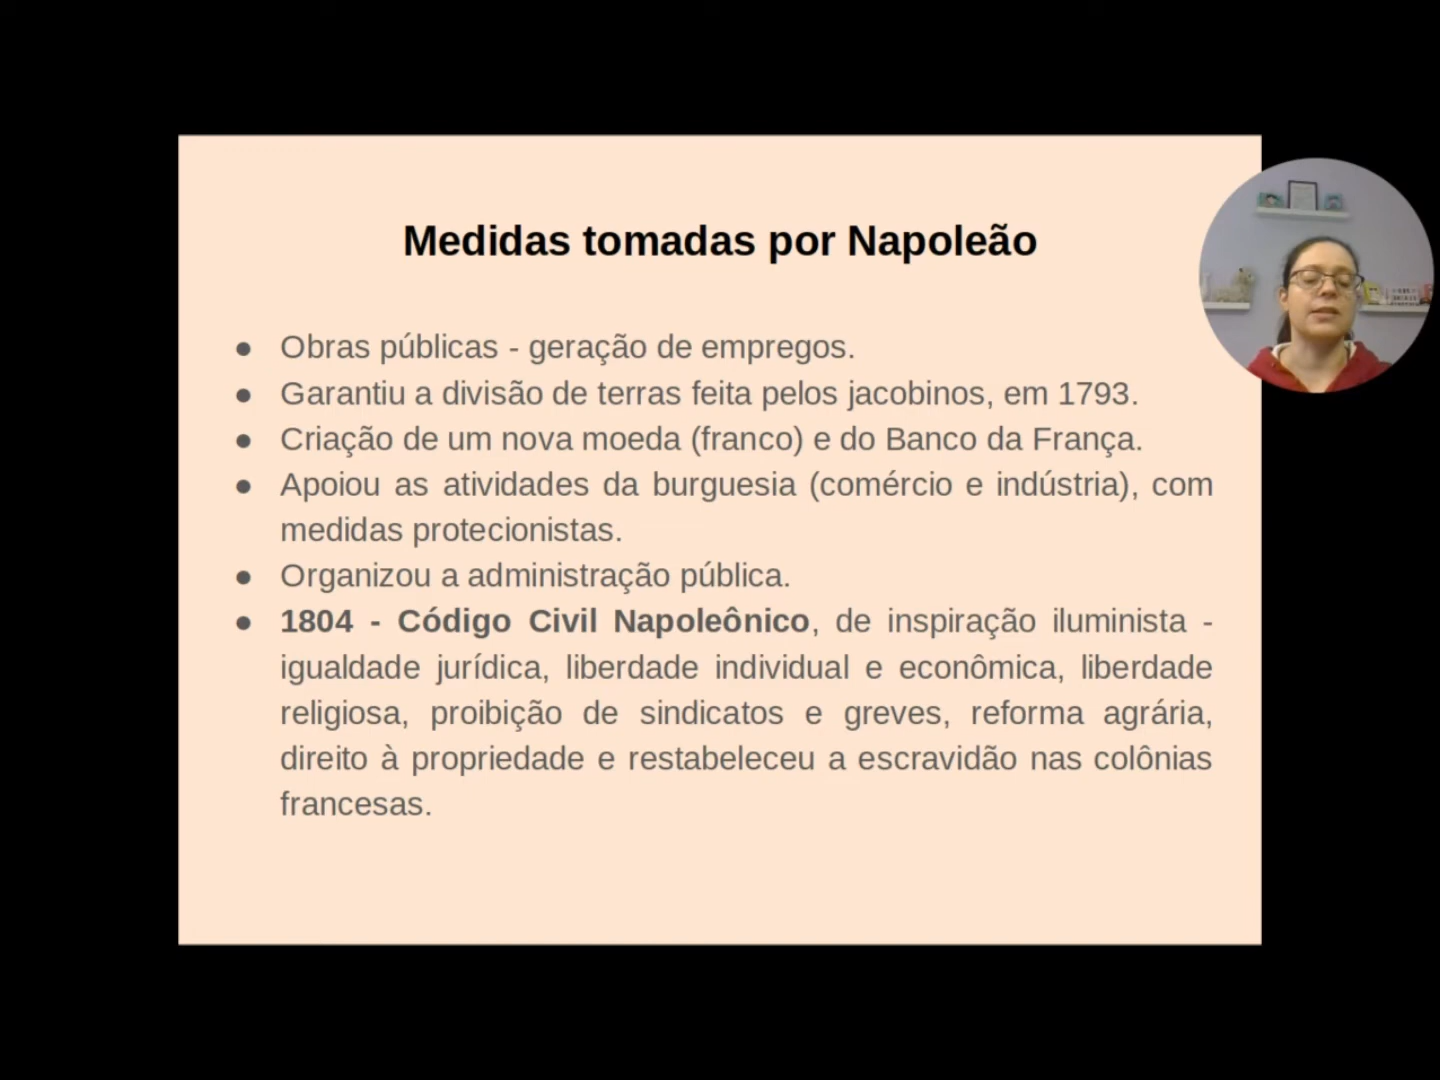 Medidas tomadas por Napoleão
● Obras públicas - geração de empregos.
● Garantiu a divisão de terras feita pelos jacobinos, em 1793.
● Criação de um nova moeda (franco) e do Banco da França.
● Apoiou as atividades da burguesia (comércio e indústria), com
medidas protecionistas.
● Organizou a administração pública.
● 1804 - Código Civil Napoleônico, de inspiração iluminista -
igualdade jurídica, liberdade individual e econômica, liberdade
religiosa, proibição de sindicatos e greves, reforma agrária,
direito à propriedade e restabeleceu a escravidão nas colônias
francesas.